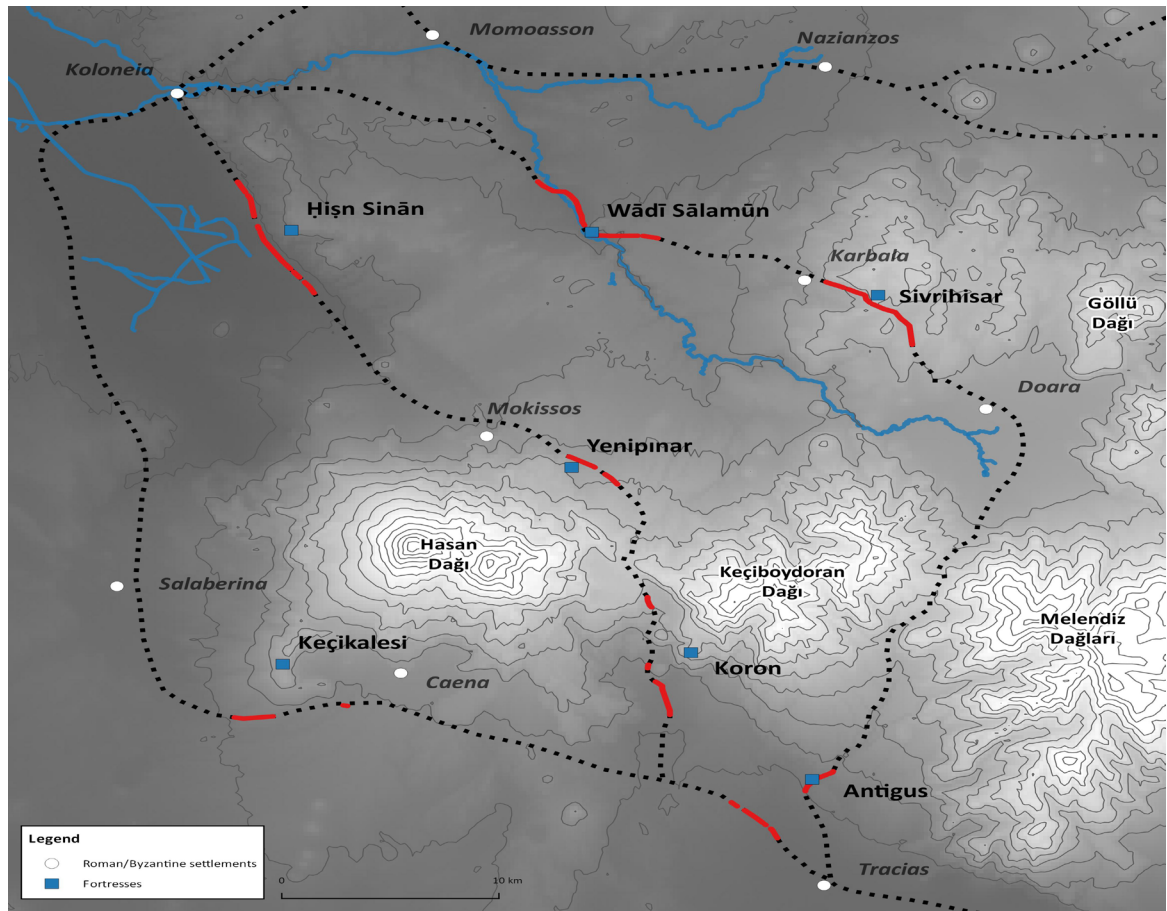 Momoasson
Nazianzos
Koloneia
Ḥiṣn Sinān
Wādī Sālamūn
Karbala
Sivrihisar
Göllü
Dağı
Doara
Mokissos
Yenipınar
Hasan
Dağı
Keçiboydoran
Dağı
Salaberina
Melendiz
Dağları
Keçikalesi
Koron
Caena
Antigus
Tracias
Legend
Roman/Byzantine settlements
Fortresses
0
10 km